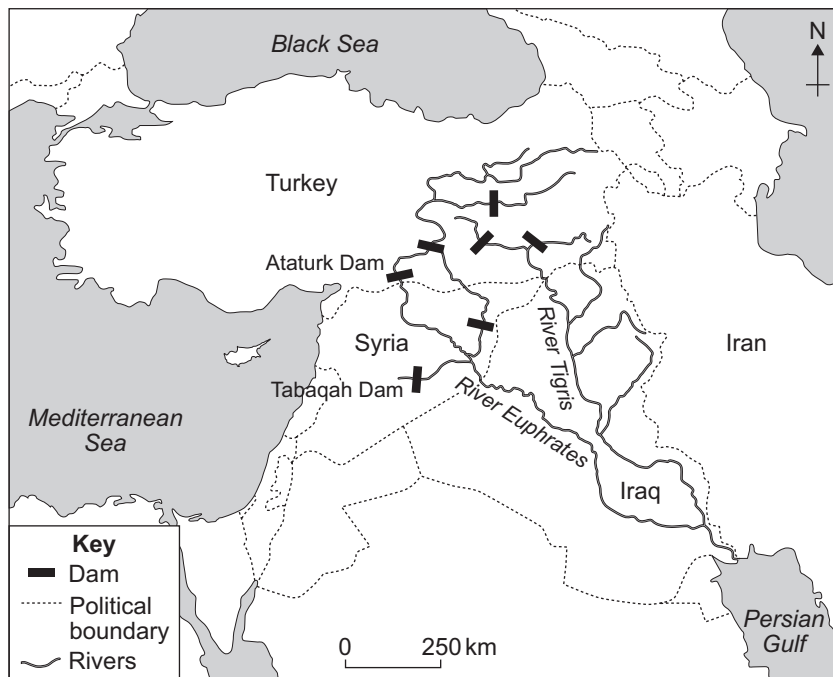 Black Sea
N
Turkey
Ataturk Dam
Syria
River Tigris
Iran
Tabaqah Dam
River Euphrates
Mediterranean
Sea
Iraq
Key
Dam
Political
boundary
Rivers
0 250 km
Persian
Gulf